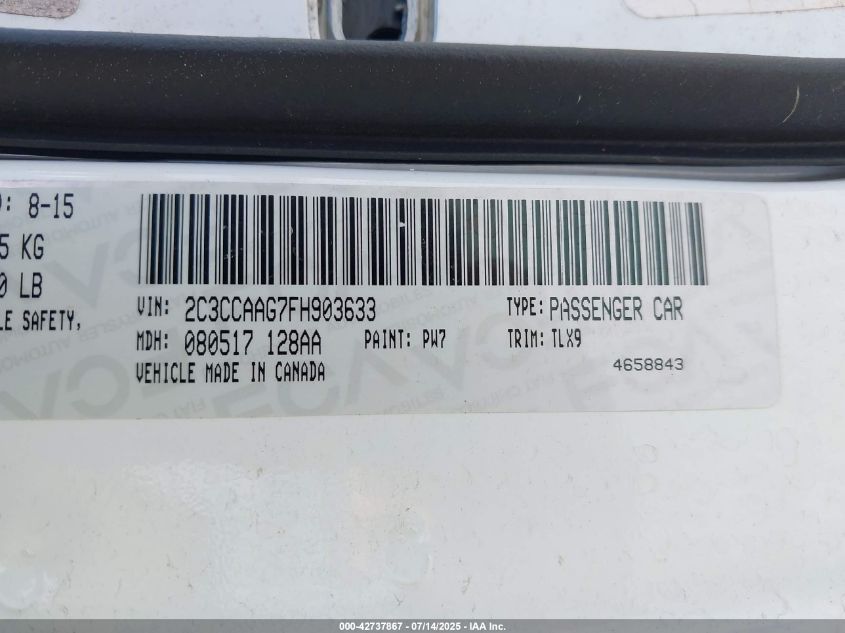 : 8-15
5 KG
0 LB
LE SAFETY,
VIN: 2C3CCAAG7FH903633 TYPE: PASSENGER CAR
MDH: 080517 128AA PAINT: PW7 TRIM: TLX9
VEHICLE MADE IN CANADA 4658843
000-42737867 / 07/14/2025 - IAA Inc.